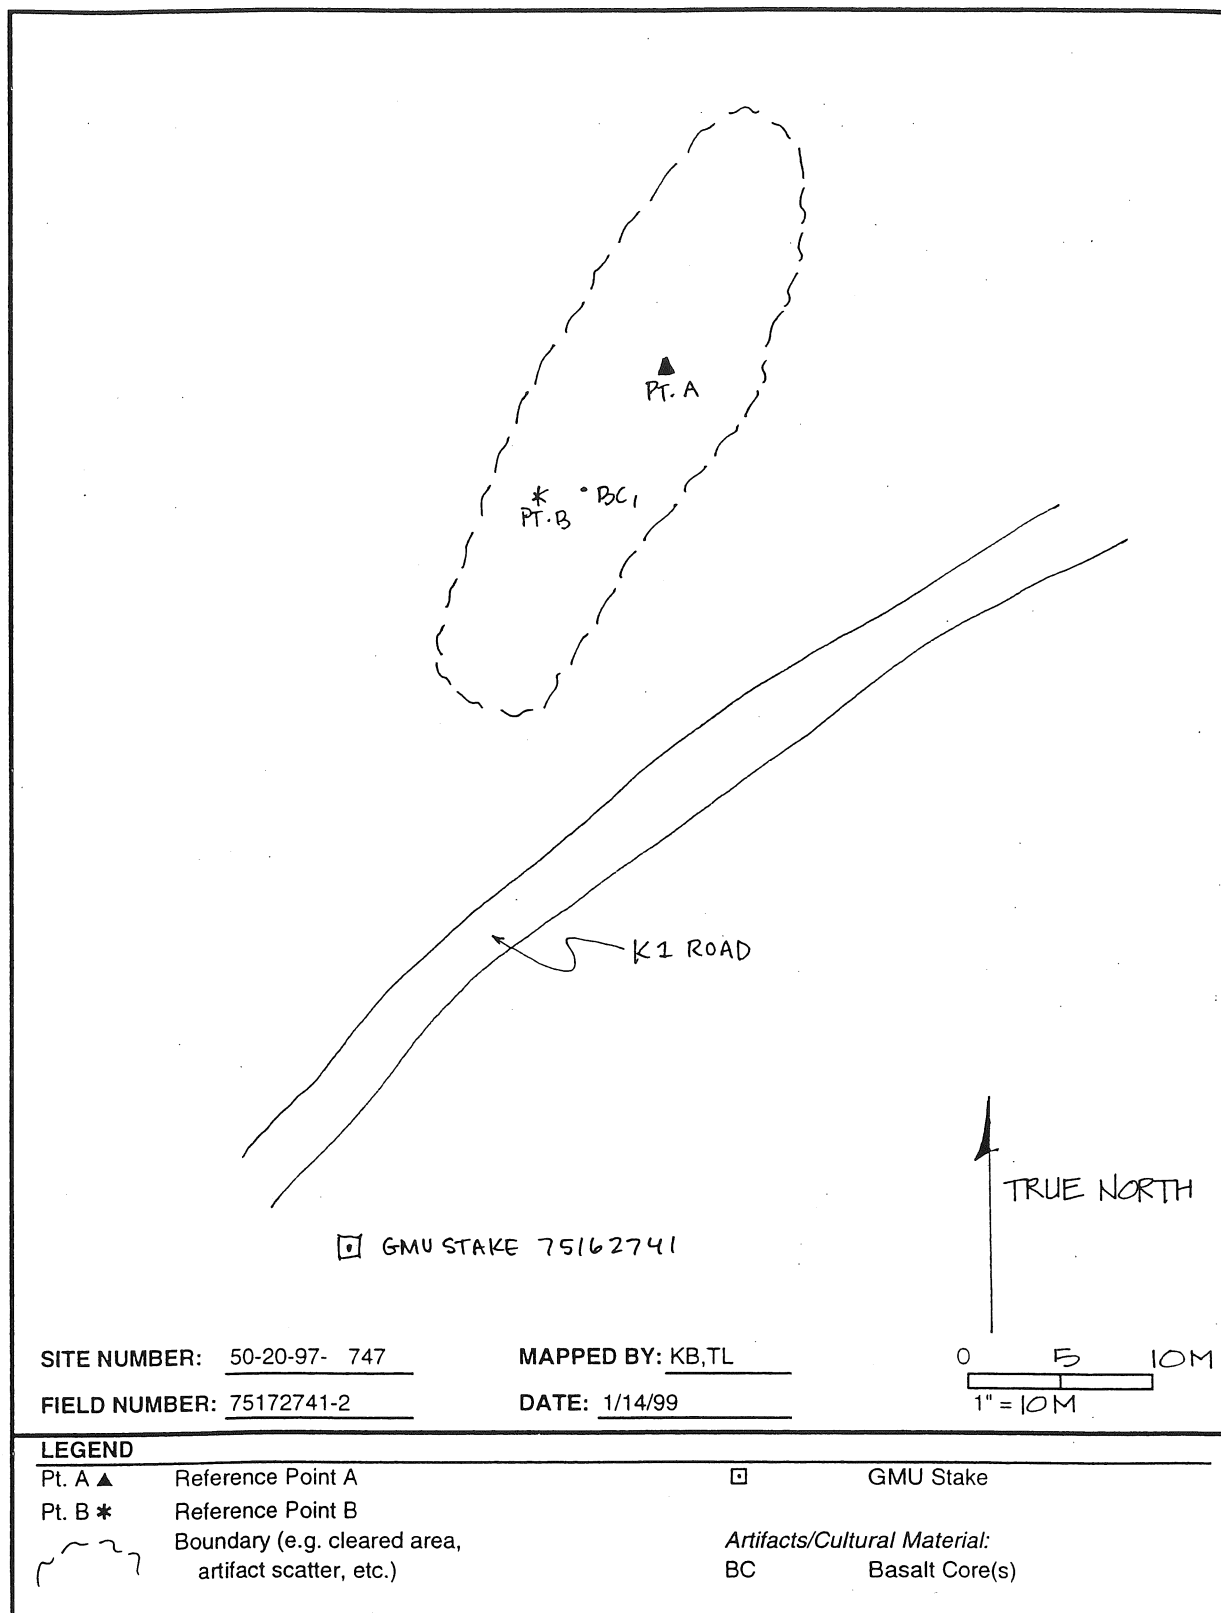 PT. A
PT. B
BC1
K1 ROAD
TRUE NORTH
GMU STAKE 75162741
SITE NUMBER: 50-20-97- 747
MAPPED BY: KB,TL
0 5 10M
FIELD NUMBER: 75172741-2
DATE: 1/14/99
1" = 10M
LEGEND
Pt. A ▲ Reference Point A
GMU Stake
Pt. B * Reference Point B
Boundary (e.g. cleared area,
artifact scatter, etc.)
Artifacts/Cultural Material:
BC Basalt Core(s)